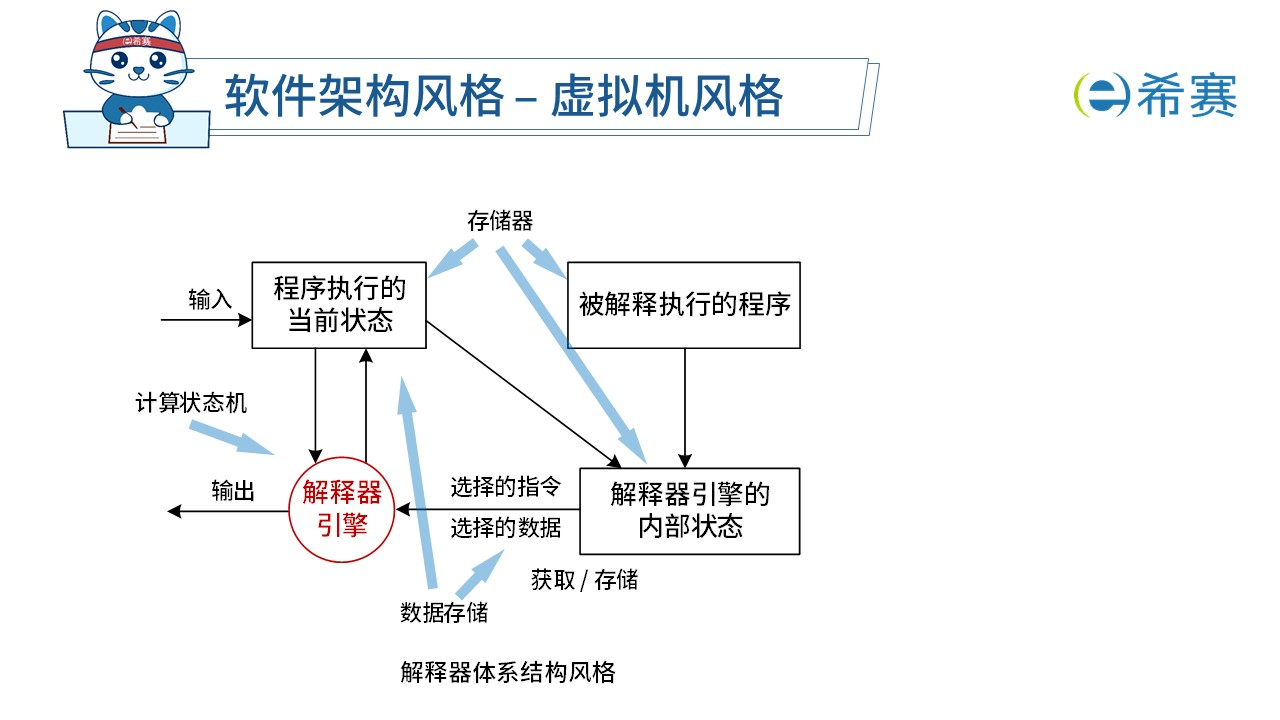 希赛
软件架构风格 – 虚拟机风格
希赛
存储器
输入
程序执行的
当前状态
被解释执行的程序
计算状态机
输出
解释器
引擎
选择的指令
选择的数据
解释器引擎的
内部状态
获取 / 存储
数据存储
解释器体系结构风格